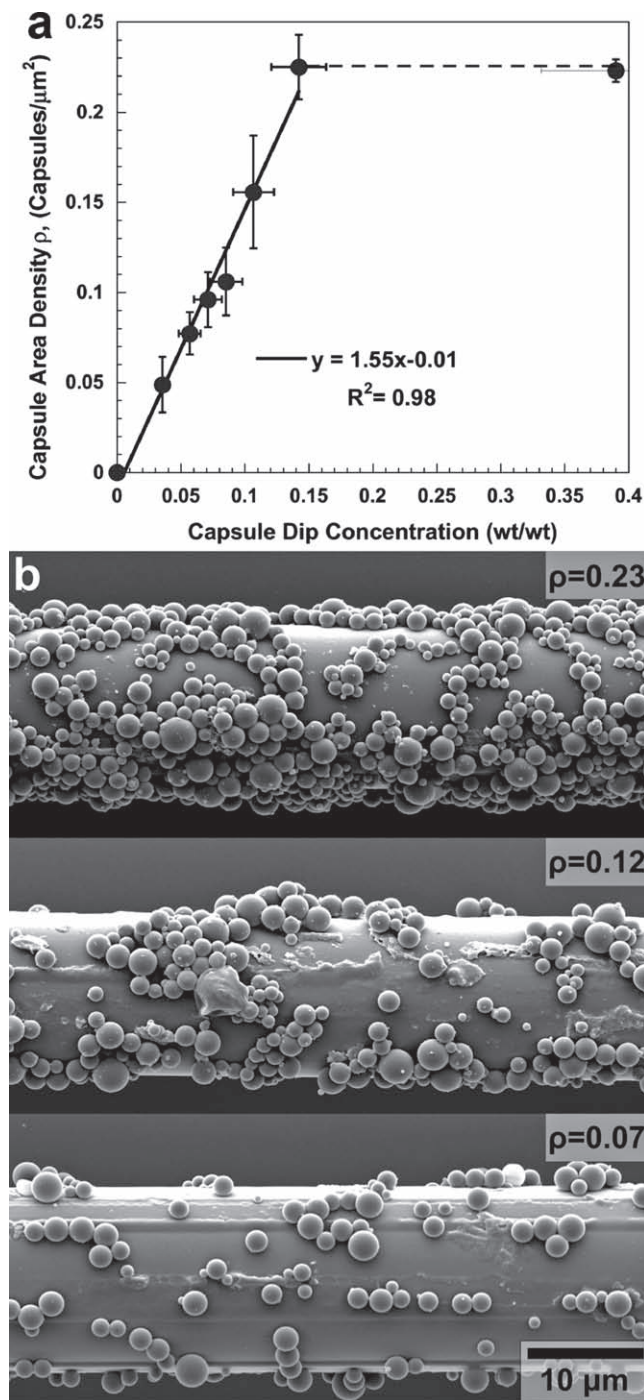 a
0.25
0.2
0.15
0.1
0.05
0
Capsule Area Density ρ, (Capsules/μm²)
y = 1.55x-0.01
R² = 0.98
0 0.05 0.1 0.15 0.2 0.25 0.3 0.35 0.4
Capsule Dip Concentration (wt/wt)
b
ρ=0.23
ρ=0.12
ρ=0.07
10 μm